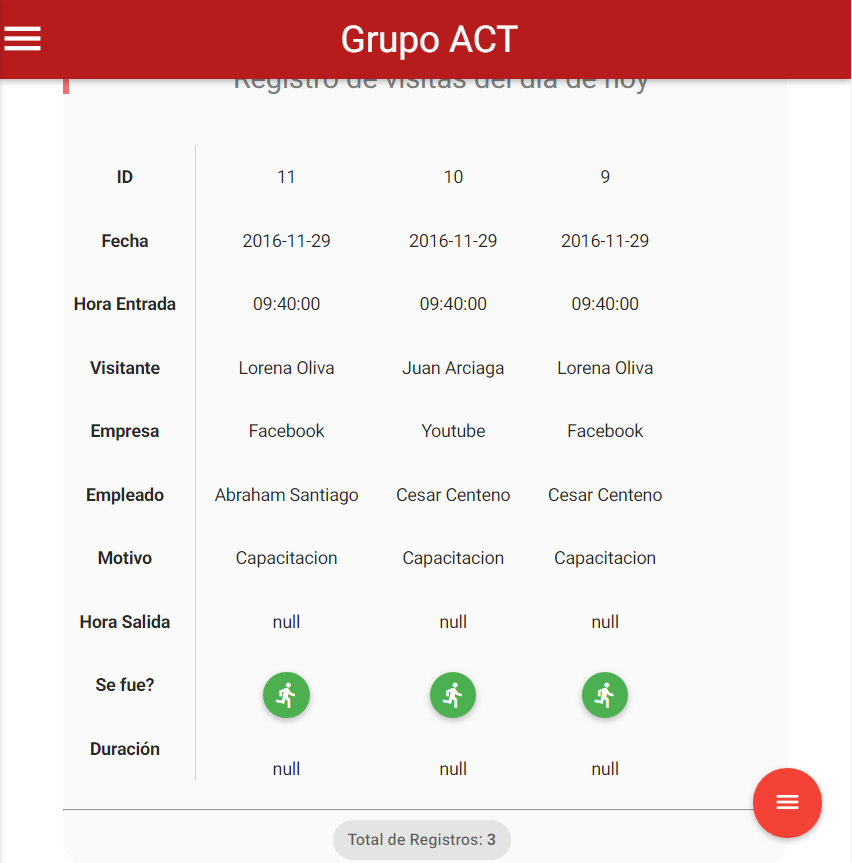 Grupo ACT
Registro de visitas del día de hoy
ID 11 10 9
Fecha 2016-11-29 2016-11-29 2016-11-29
Hora Entrada 09:40:00 09:40:00 09:40:00
Visitante Lorena Oliva Juan Arciaga Lorena Oliva
Empresa Facebook Youtube Facebook
Empleado Abraham Santiago Cesar Centeno Cesar Centeno
Motivo Capacitacion Capacitacion Capacitacion
Hora Salida null null null
Se fue?
Duración null null null
Total de Registros: 3